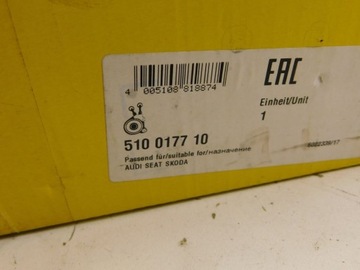 4 005108 818874
EAC
Einheit/Unit
1
510 0177 10
Passend für/suitable for/назначение
AUDI SEAT SKODA